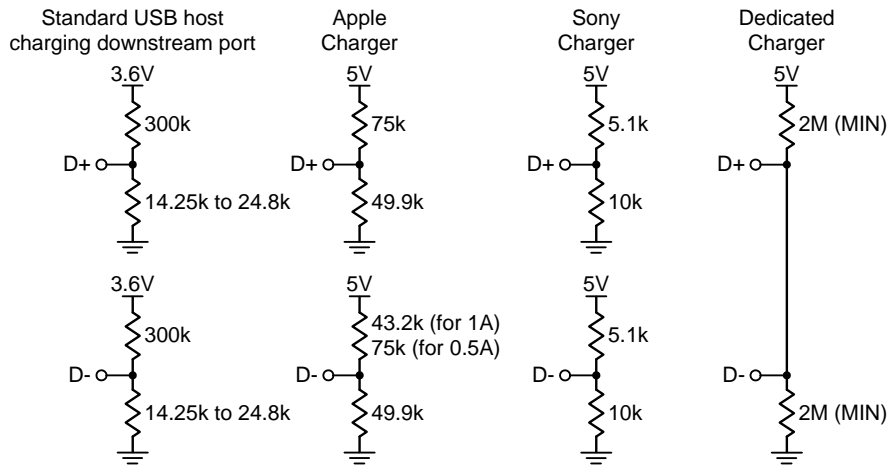 Standard USB host
charging downstream port
Apple
Charger
Sony
Charger
Dedicated
Charger
3.6V
5V
5V
5V
300k
75k
5.1k
2M (MIN)
D+
D+
D+
D+
14.25k to 24.8k
49.9k
10k
3.6V
5V
5V
300k
43.2k (for 1A)
75k (for 0.5A)
5.1k
D-
D-
D-
D-
14.25k to 24.8k
49.9k
10k
2M (MIN)